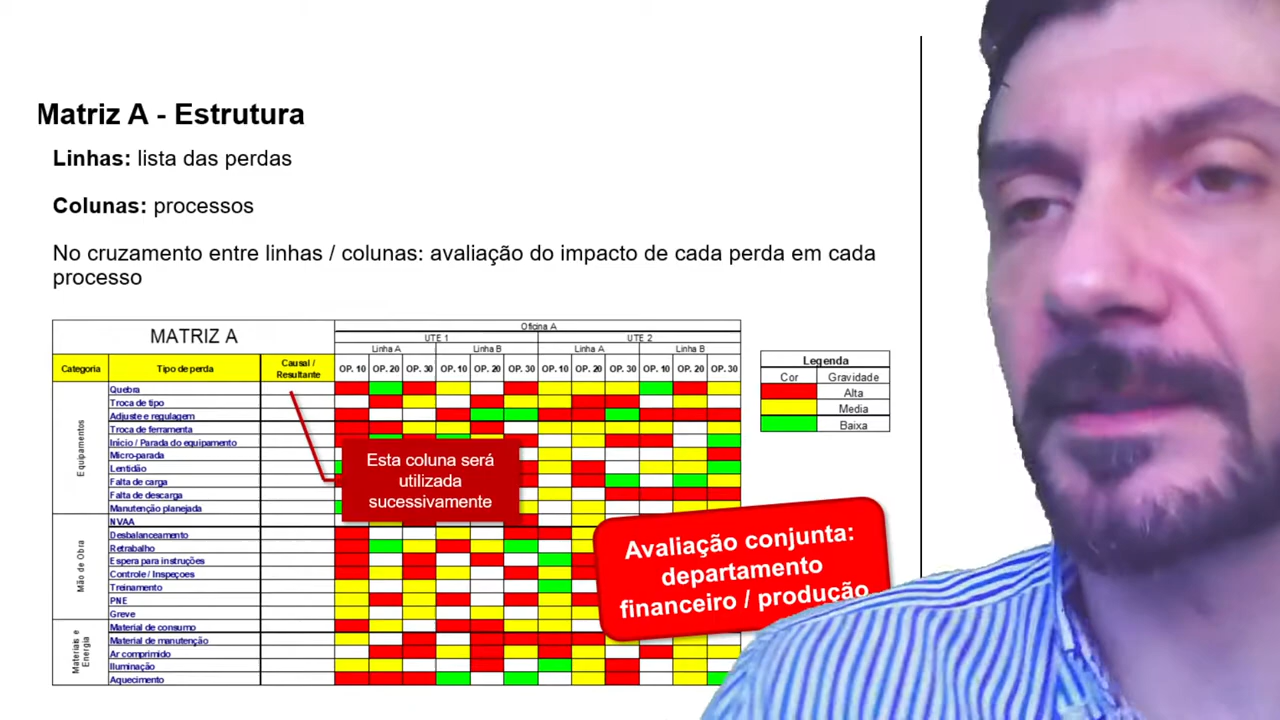 Matriz A - Estrutura
Linhas: lista das perdas
Colunas: processos
No cruzamento entre linhas / colunas: avaliação do impacto de cada perda em cada
processo
MATRIZ A
Oficina A
UTE 1 UTE 2
Linha A Linha B Linha A Linha B
Categoria Tipo de perda Causal /
Resultante
OP. 10 OP. 20 OP. 30 OP. 10 OP. 20 OP. 30 OP. 10 OP. 20 OP. 30 OP. 10 OP. 20 OP. 30
Equipamentos
Quebra
Troca de tipo
Adjuste e regulagem
Troca de ferramenta
Início / Parada do equipamento
Micro-parada
Lentidão
Falta de carga
Falta de descarga
Manutenção planejada
Mão de Obra
NVAA
Desbalanceamento
Retrabalho
Espera para instruções
Controle / Inspeçoes
Treinamento
PNE
Greve
Materiais e
Energia
Material de consumo
Material de manutenção
Ar comprimido
Iluminação
Aquecimento
Esta coluna será
utilizada
sucessivamente
Legenda
Cor Gravidade
Alta
Media
Baixa
Avaliação conjunta:
departamento
financeiro / produção